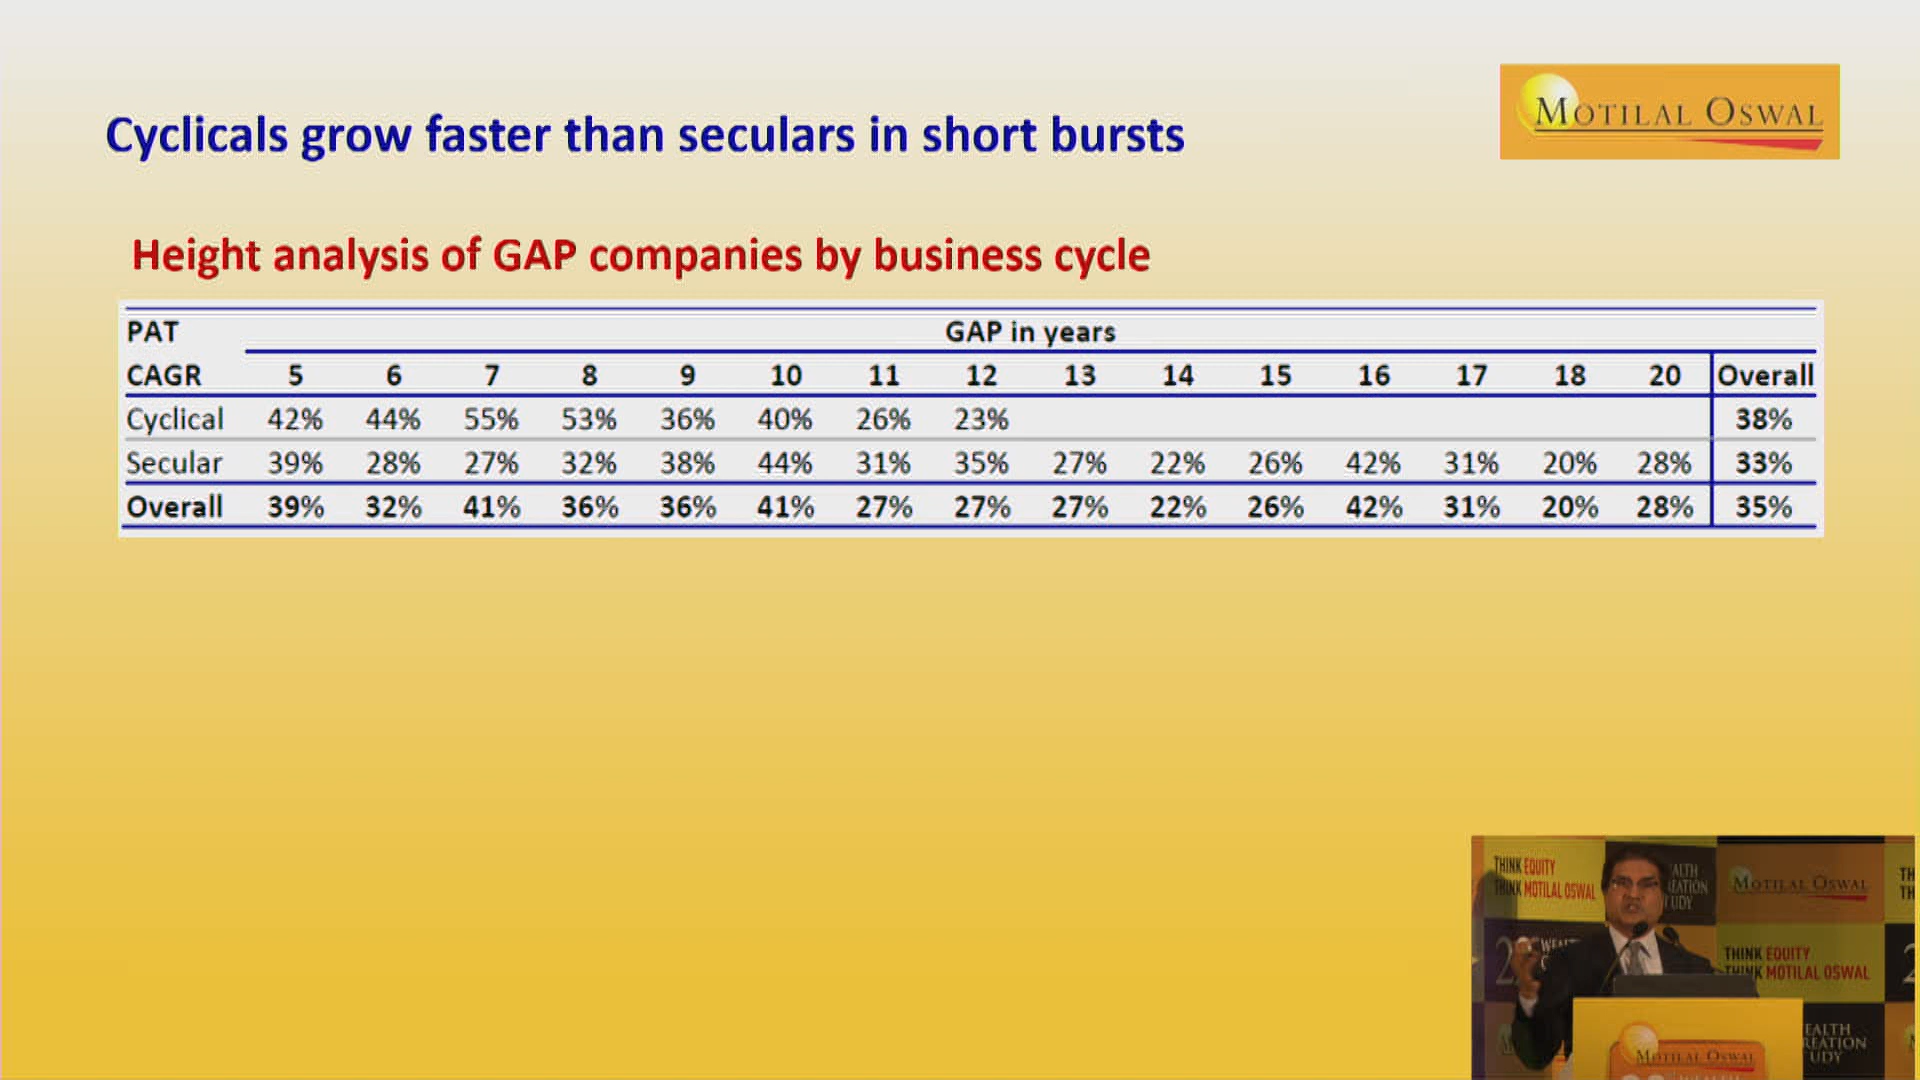 MOTILAL OSWAL
Cyclicals grow faster than seculars in short bursts
Height analysis of GAP companies by business cycle
PAT GAP in years
CAGR 5 6 7 8 9 10 11 12 13 14 15 16 17 18 20 Overall
Cyclical 42% 44% 55% 53% 36% 40% 26% 23% 38%
Secular 39% 28% 27% 32% 38% 44% 31% 35% 27% 22% 26% 42% 31% 20% 28% 33%
Overall 39% 32% 41% 36% 36% 41% 27% 27% 27% 22% 26% 42% 31% 20% 28% 35%
THINK EQUITY
THINK MOTILAL OSWAL
MOTILAL OSWAL
THINK EQUITY
THINK MOTILAL OSWAL
MOTILAL OSWAL